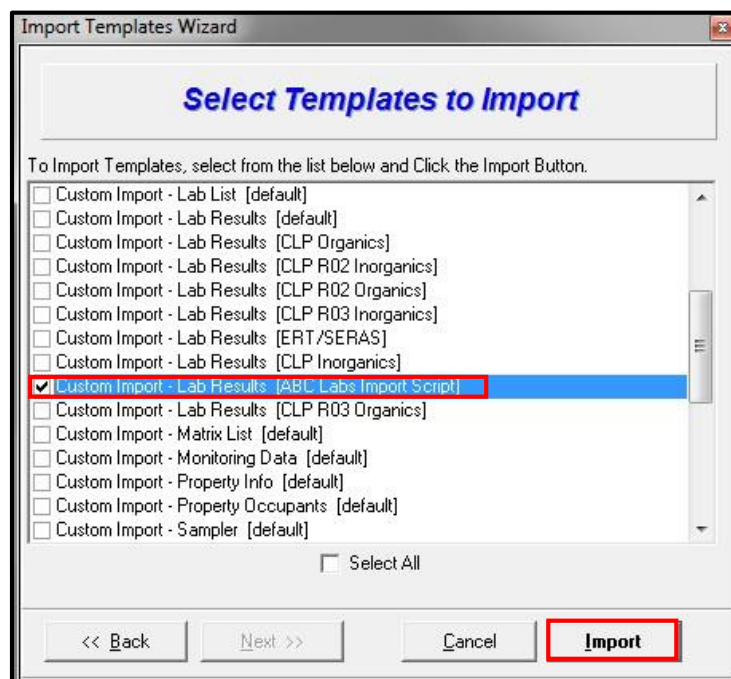 Import Templates Wizard
Select Templates to Import
To Import Templates, select from the list below and Click the Import Button.
Custom Import - Lab List [default]
Custom Import - Lab Results [default]
Custom Import - Lab Results [CLP Organics]
Custom Import - Lab Results [CLP R02 Inorganics]
Custom Import - Lab Results [CLP R02 Organics]
Custom Import - Lab Results [CLP R03 Inorganics]
Custom Import - Lab Results [ERT/SERAS]
Custom Import - Lab Results [CLP Inorganics]
Custom Import - Lab Results [ABC Labs Import Script]
Custom Import - Lab Results [CLP R03 Organics]
Custom Import - Matrix List [default]
Custom Import - Monitoring Data [default]
Custom Import - Property Info [default]
Custom Import - Property Occupants [default]
Custom Import - Sampler [default]
Select All
<< Back Next >> Cancel Import